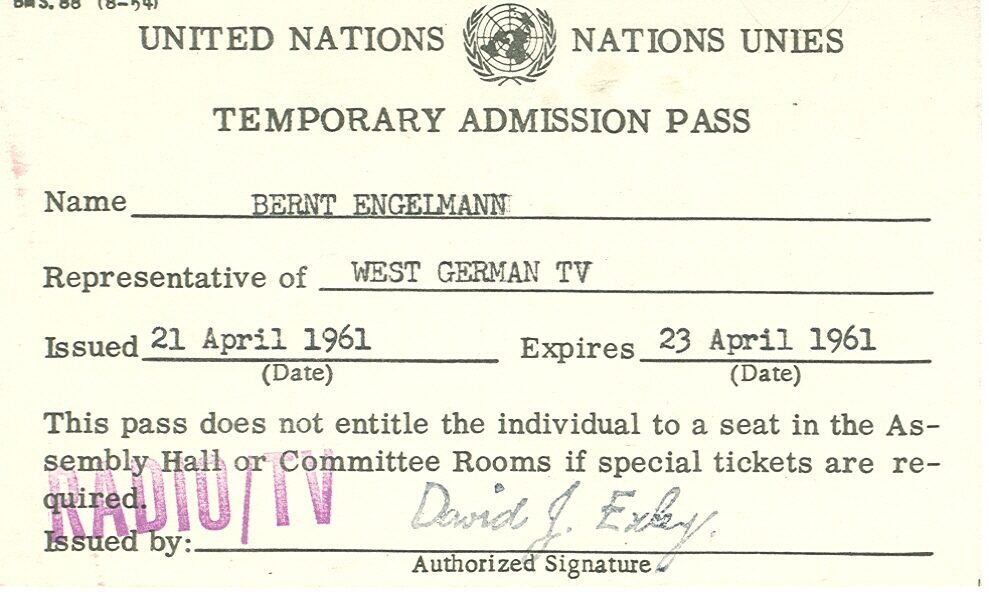 UNITED NATIONS NATIONS UNIES
TEMPORARY ADMISSION PASS
Name BERNT ENGELMANN
Representative of WEST GERMAN TV
Issued 21 April 1961 Expires 23 April 1961
(Date) (Date)
This pass does not entitle the individual to a seat in the As-
sembly Hall or Committee Rooms if special tickets are re-
quired.
RADIO/TV
David J. Exley.
Issued by:
Authorized Signature